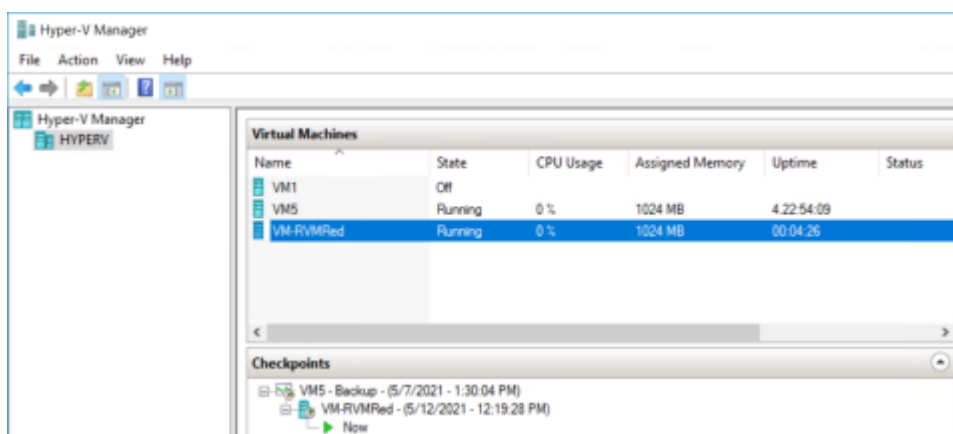 Hyper-V Manager
File Action View Help
Hyper-V Manager
HYPERV
Virtual Machines
Name State CPU Usage Assigned Memory Uptime Status
VM1 Off
VM5 Running 0 % 1024 MB 4.22:54:09
VM-RVMRed Running 0 % 1024 MB 00:04:26
Checkpoints
VM5 - Backup - (5/7/2021 - 1:30:04 PM)
VM-RVMRed - (5/12/2021 - 12:19:28 PM)
Now